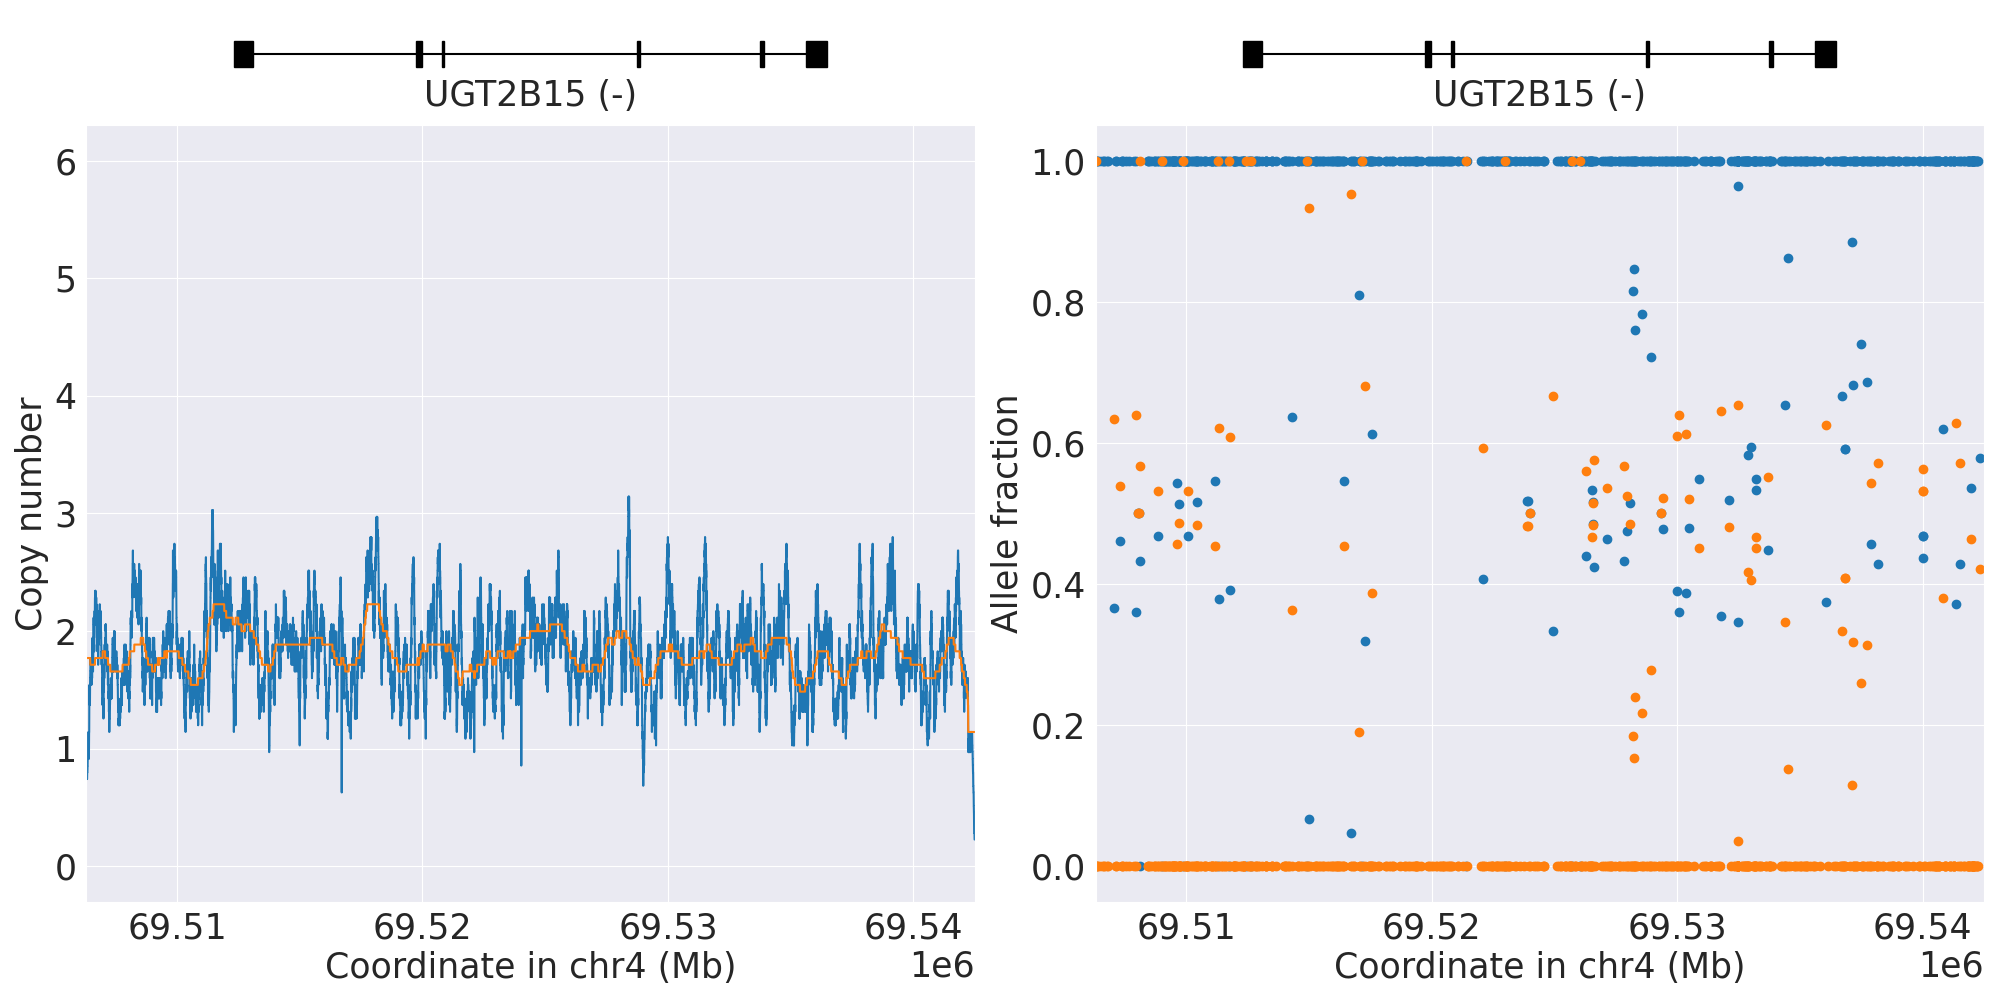 UGT2B15 (-)
UGT2B15 (-)
Copy number
6
5
4
3
2
1
0
69.51
69.52
69.53
69.54
Coordinate in chr4 (Mb)
1e6
Allele fraction
1.0
0.8
0.6
0.4
0.2
0.0
69.51
69.52
69.53
69.54
Coordinate in chr4 (Mb)
1e6